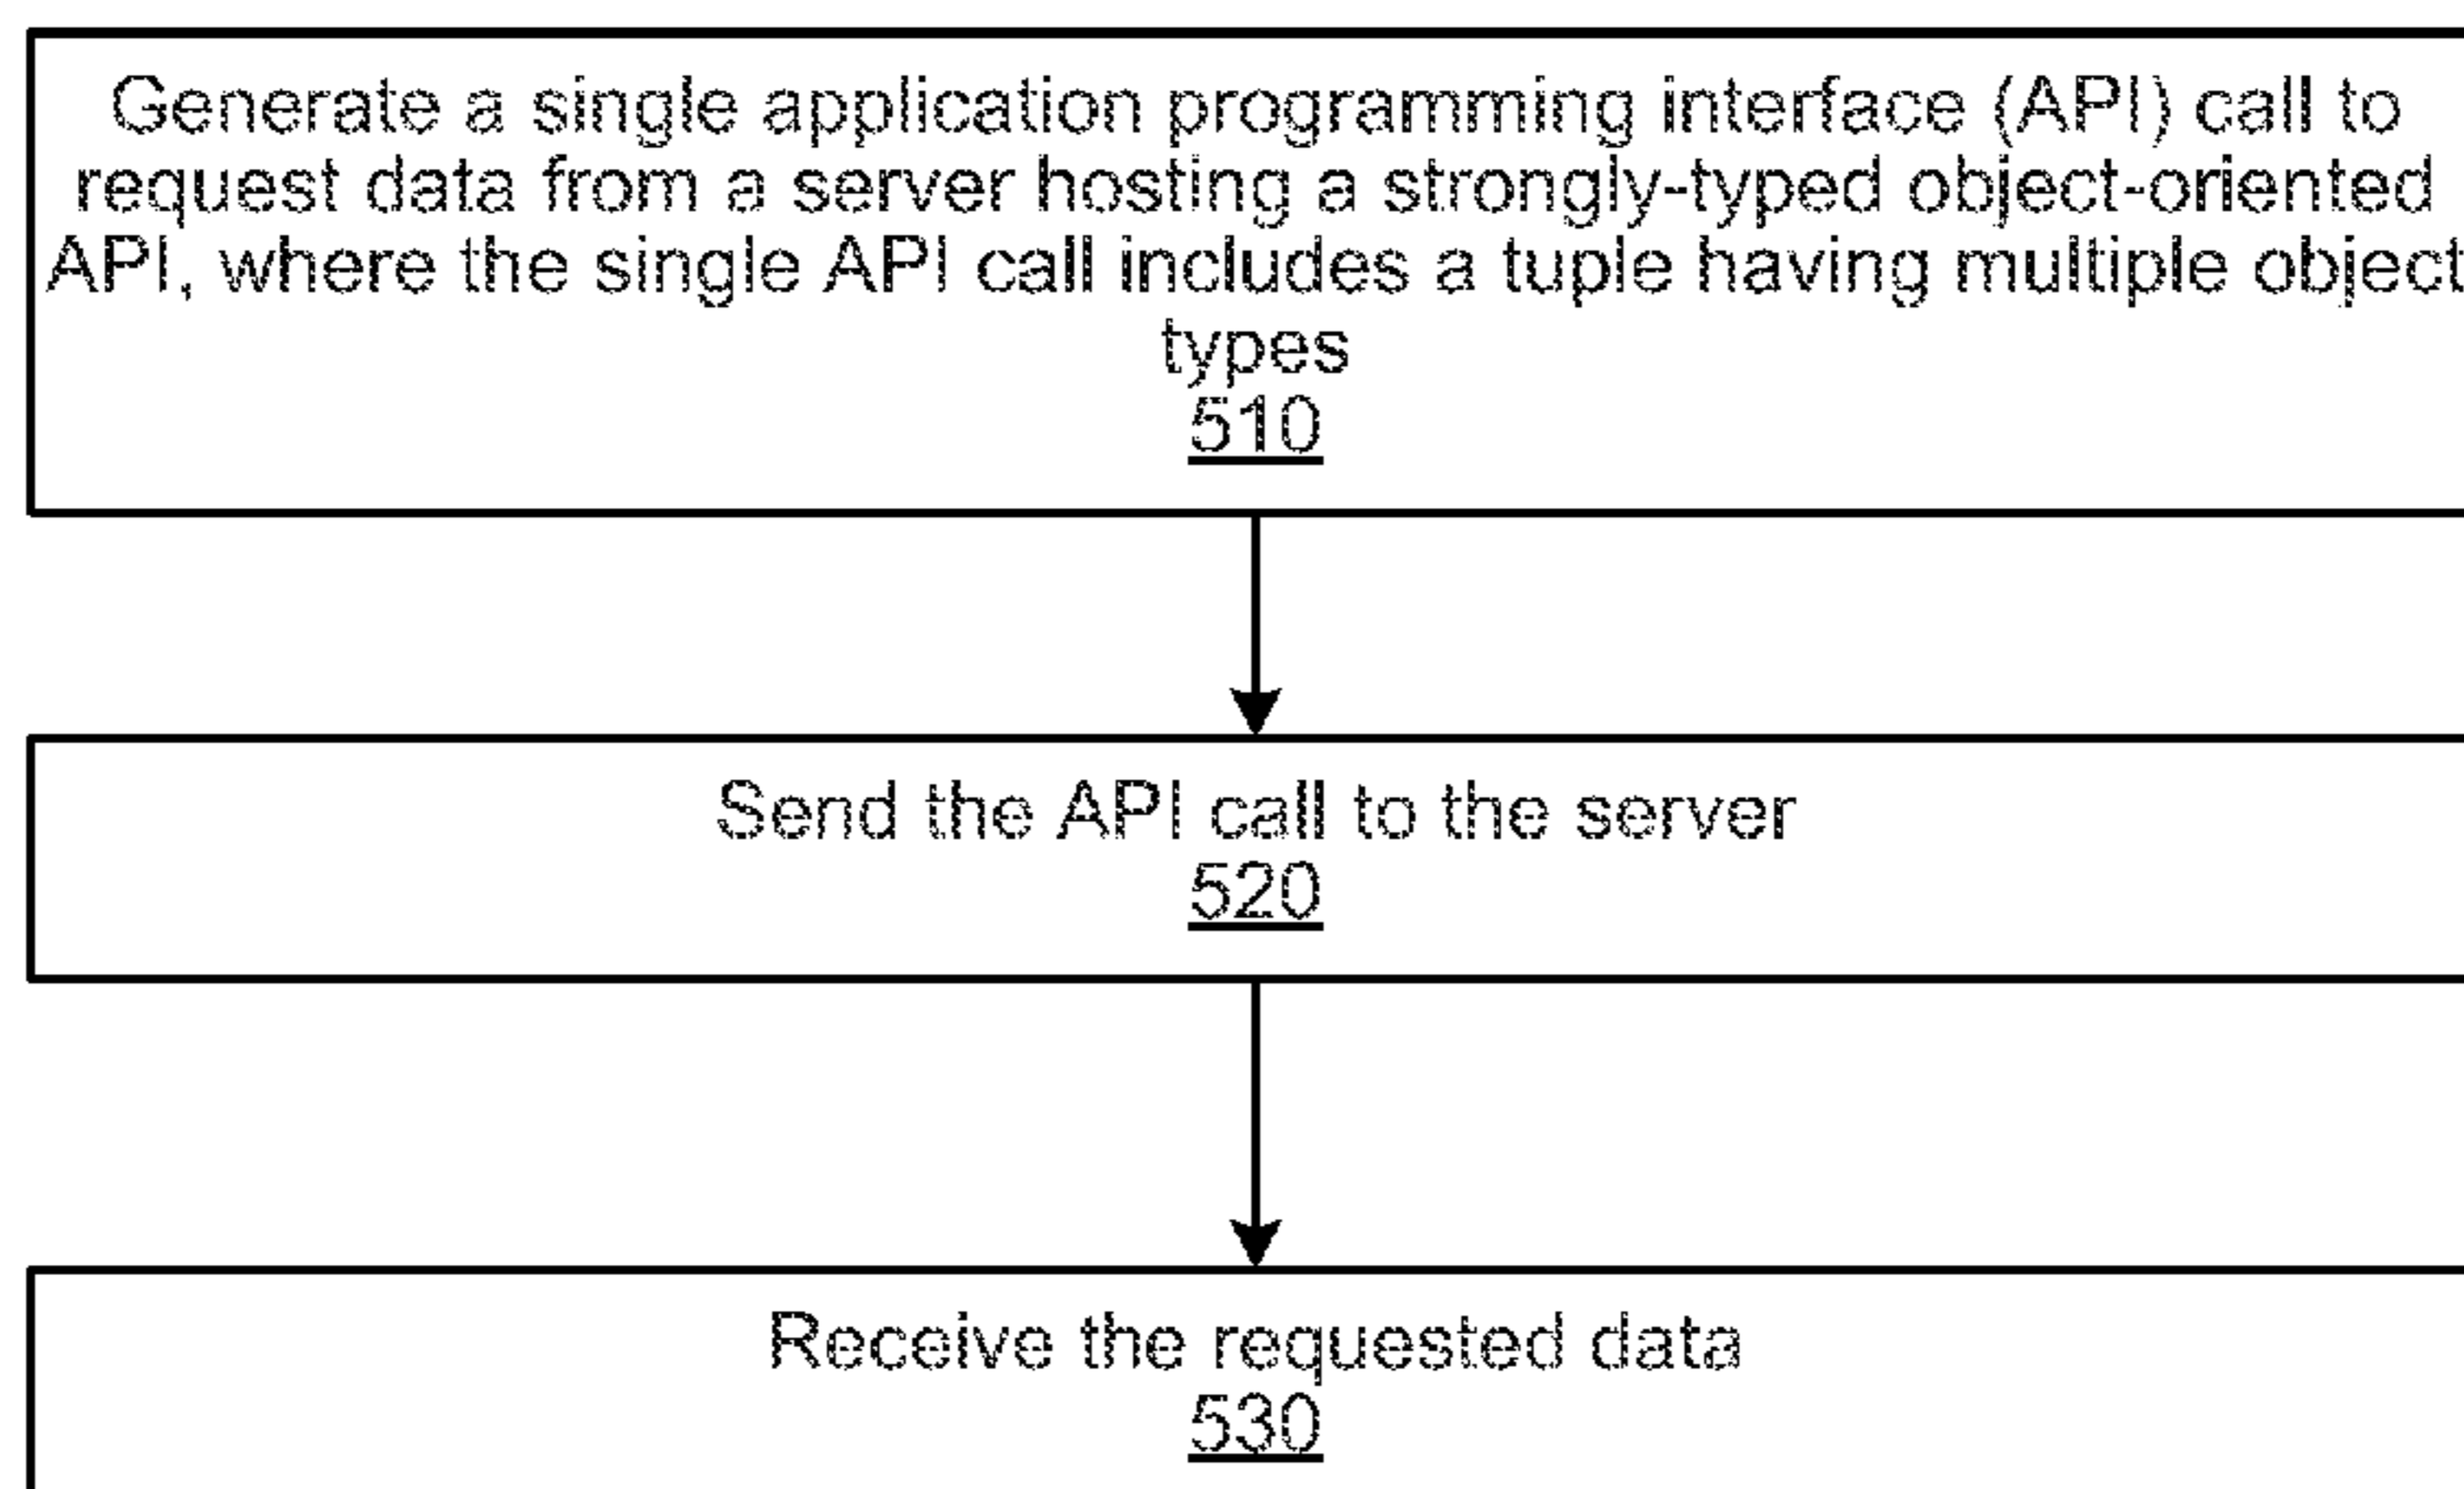 Generate a single application programming interface (API) call to
request data from a server hosting a strongly-typed object-oriented
API, where the single API call includes a tuple having multiple object
types
510
Send the API call to the server
520
Receive the requested data
530